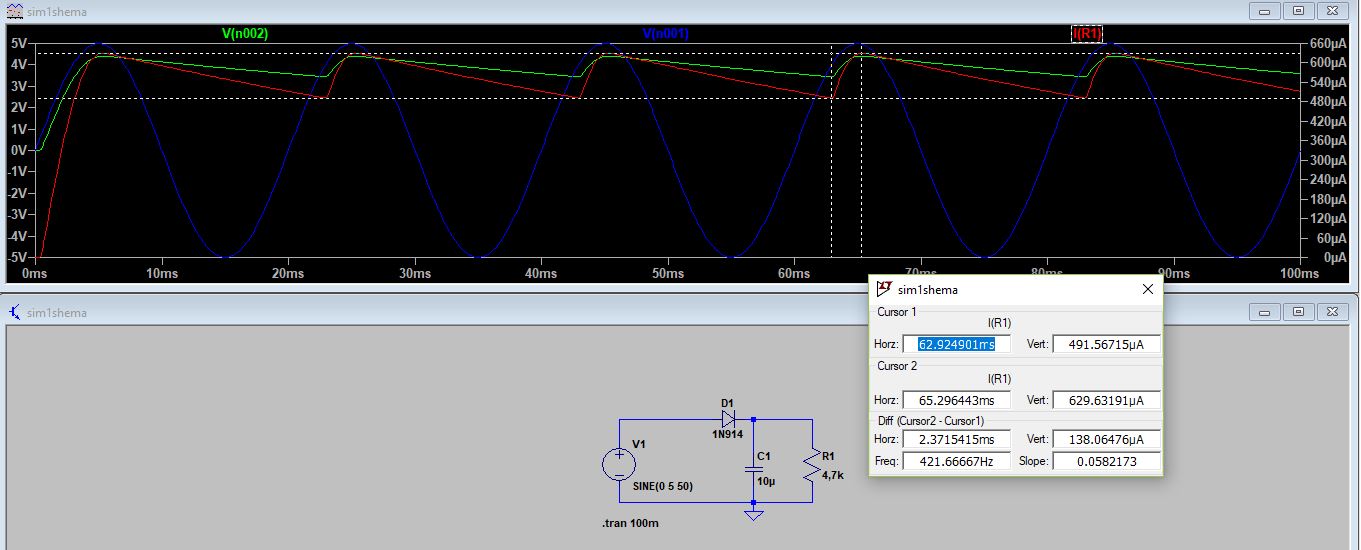 sim1shema
V(n002) V(n001) I(R1)
5V 660µA
4V 600µA
3V 540µA
2V 480µA
1V 420µA
0V 360µA
-1V 300µA
-2V 240µA
-3V 180µA
-4V 120µA
60µA
-5V 0µA
0ms 10ms 20ms 30ms 40ms 50ms 60ms 70ms 80ms 90ms 100ms
sim1shema
sim1shema
Cursor 1
I(R1)
Horz: 62.924901ms Vert: 491.56715µA
Cursor 2
I(R1)
Horz: 65.296443ms Vert: 629.63191µA
Diff (Cursor2 - Cursor1)
Horz: 2.3715415ms Vert: 138.06476µA
Freq: 421.66667Hz Slope: 0.0582173
D1
1N914
V1
SINE(0 5 50)
C1
10µ
R1
4,7k
.tran 100m